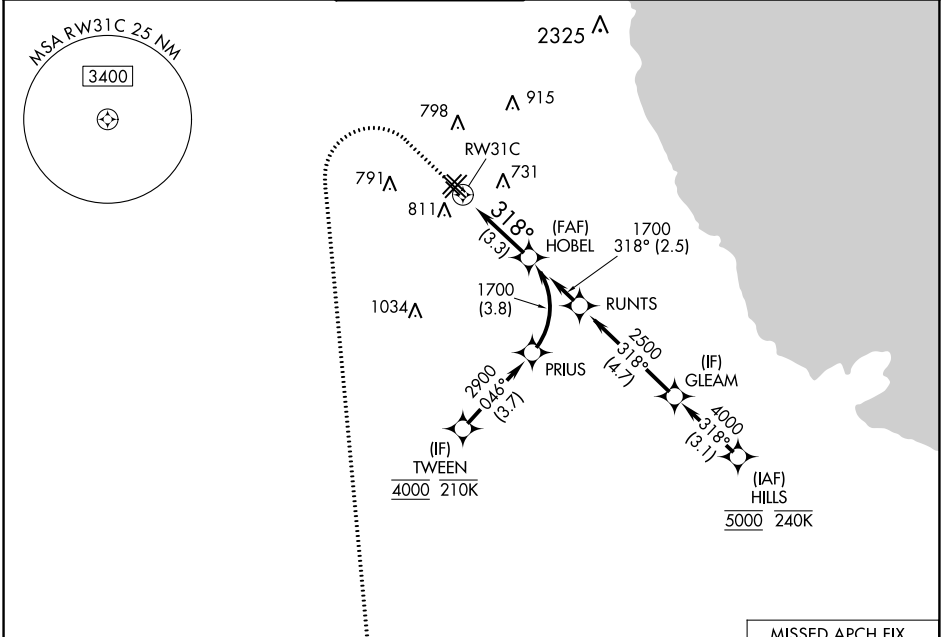 MSA RW31C 25 NM
3400
2325
915
798
RW31C
791
731
811
318°
(3.3)
(FAF)
HOBEL
1700
318° (2.5)
1034
1700
(3.8)
RUNTS
PRIUS
2500
318°
(4.7)
(IF)
GLEAM
2900
046°
(3.7)
4000
318°
(3.1)
(IF)
TWEEN
4000 210K
(IAF)
HILLS
5000 240K
MISSED APCH FIX